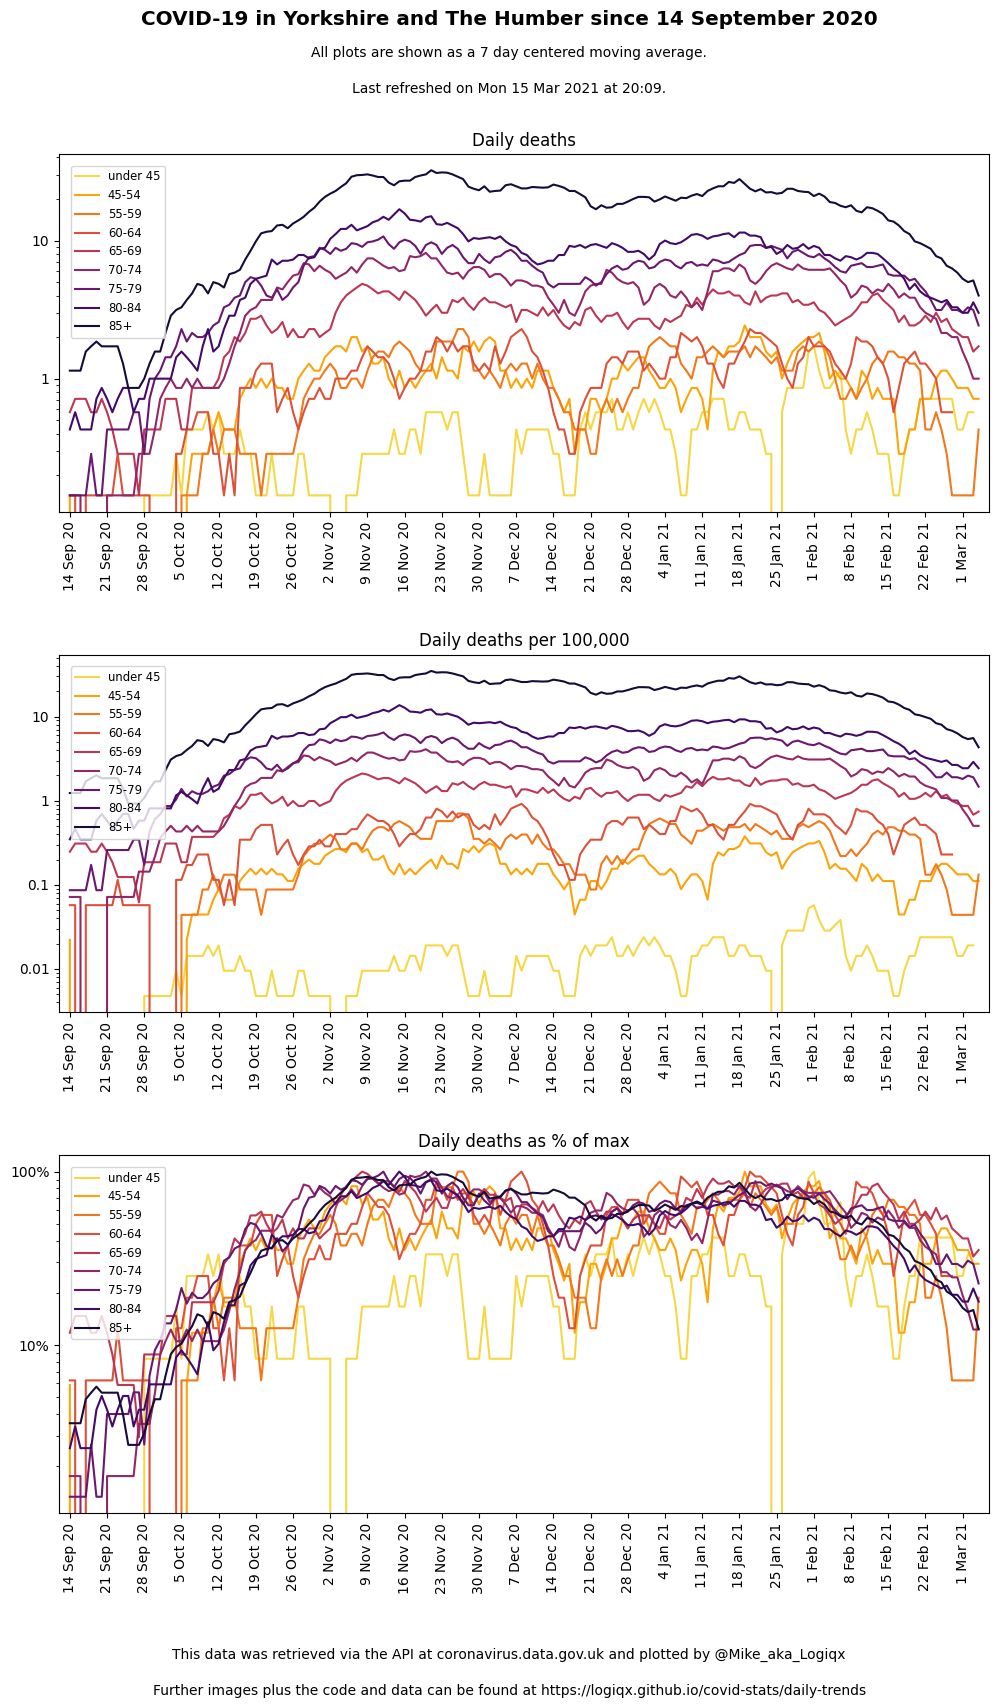 COVID-19 in Yorkshire and The Humber since 14 September 2020
All plots are shown as a 7 day centered moving average.
Last refreshed on Mon 15 Mar 2021 at 20:09.
Daily deaths
under 45
45-54
55-59
60-64
65-69
70-74
75-79
80-84
85+
10
1
14 Sep 20
21 Sep 20
28 Sep 20
5 Oct 20
12 Oct 20
19 Oct 20
26 Oct 20
2 Nov 20
9 Nov 20
16 Nov 20
23 Nov 20
30 Nov 20
7 Dec 20
14 Dec 20
21 Dec 20
28 Dec 20
4 Jan 21
11 Jan 21
18 Jan 21
25 Jan 21
1 Feb 21
8 Feb 21
15 Feb 21
22 Feb 21
1 Mar 21
Daily deaths per 100,000
under 45
45-54
55-59
60-64
65-69
70-74
75-79
80-84
85+
10
1
0.1
0.01
14 Sep 20
21 Sep 20
28 Sep 20
5 Oct 20
12 Oct 20
19 Oct 20
26 Oct 20
2 Nov 20
9 Nov 20
16 Nov 20
23 Nov 20
30 Nov 20
7 Dec 20
14 Dec 20
21 Dec 20
28 Dec 20
4 Jan 21
11 Jan 21
18 Jan 21
25 Jan 21
1 Feb 21
8 Feb 21
15 Feb 21
22 Feb 21
1 Mar 21
Daily deaths as % of max
under 45
45-54
55-59
60-64
65-69
70-74
75-79
80-84
85+
100%
10%
14 Sep 20
21 Sep 20
28 Sep 20
5 Oct 20
12 Oct 20
19 Oct 20
26 Oct 20
2 Nov 20
9 Nov 20
16 Nov 20
23 Nov 20
30 Nov 20
7 Dec 20
14 Dec 20
21 Dec 20
28 Dec 20
4 Jan 21
11 Jan 21
18 Jan 21
25 Jan 21
1 Feb 21
8 Feb 21
15 Feb 21
22 Feb 21
1 Mar 21
This data was retrieved via the API at coronavirus.data.gov.uk and plotted by @Mike_aka_Logiqx
Further images plus the code and data can be found at https://logiqx.github.io/covid-stats/daily-trends